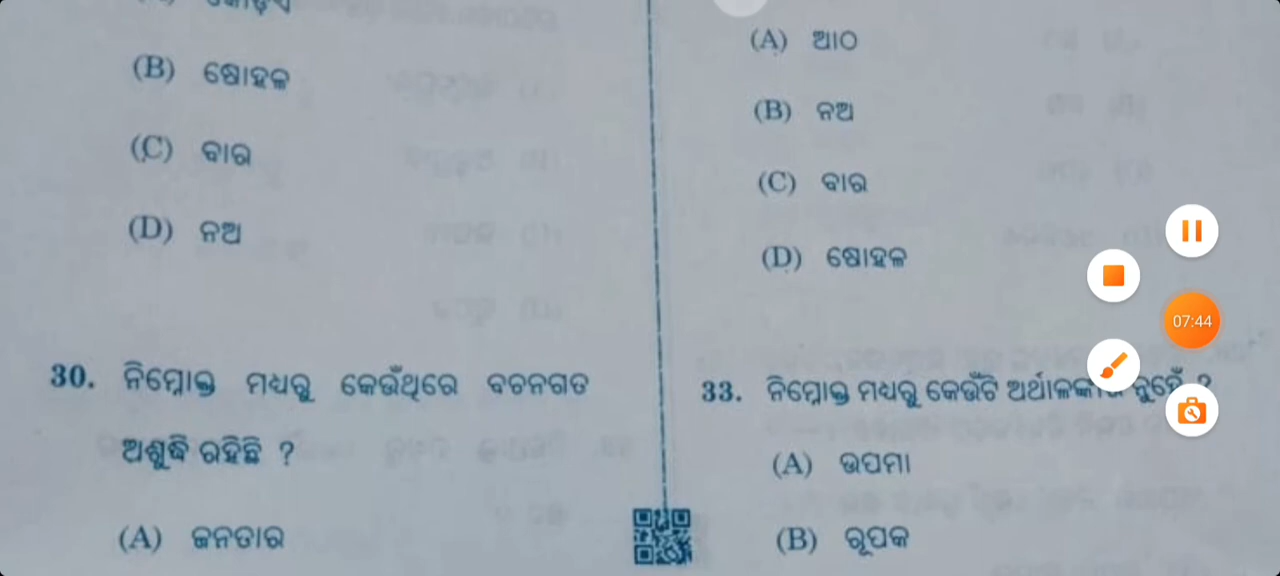 (B) ଷୋହଳ
(C) ବାର
(D) ନଅ
30. ନିମ୍ନୋକ୍ତ ମଧ୍ୟରୁ କେଉଁଥିରେ ବଚନଗତ
ଅଶୁଦ୍ଧି ରହିଛି ?
(A) ଜନତାର
(A) ଆଠ
(B) ନଅ
(C) ବାର
(D) ଷୋହଳ
33. ନିମ୍ନୋକ୍ତ ମଧ୍ୟରୁ କେଉଁଟି ଅର୍ଥାଳଙ୍କାର ନୁହେଁ ?
(A) ଉପମା
(B) ରୂପକ
07:44